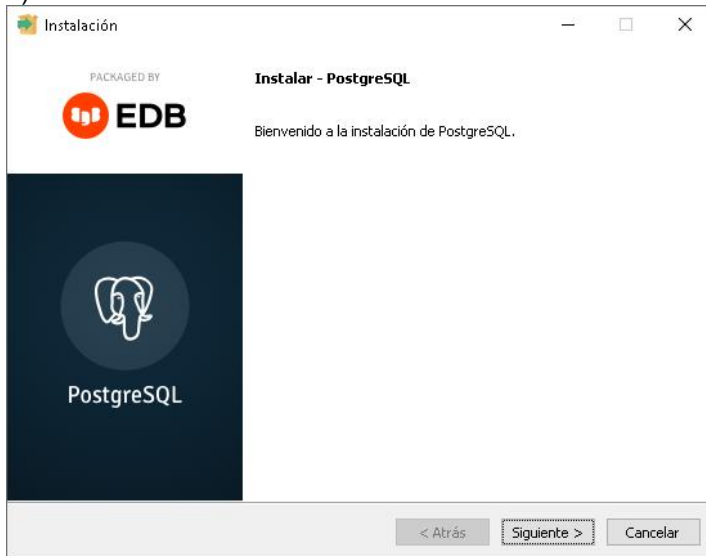 )
Instalación
PACKAGED BY
EDB
Instalar - PostgreSQL
Bienvenido a la instalación de PostgreSQL.
PostgreSQL
< Atrás
Siguiente >
Cancelar